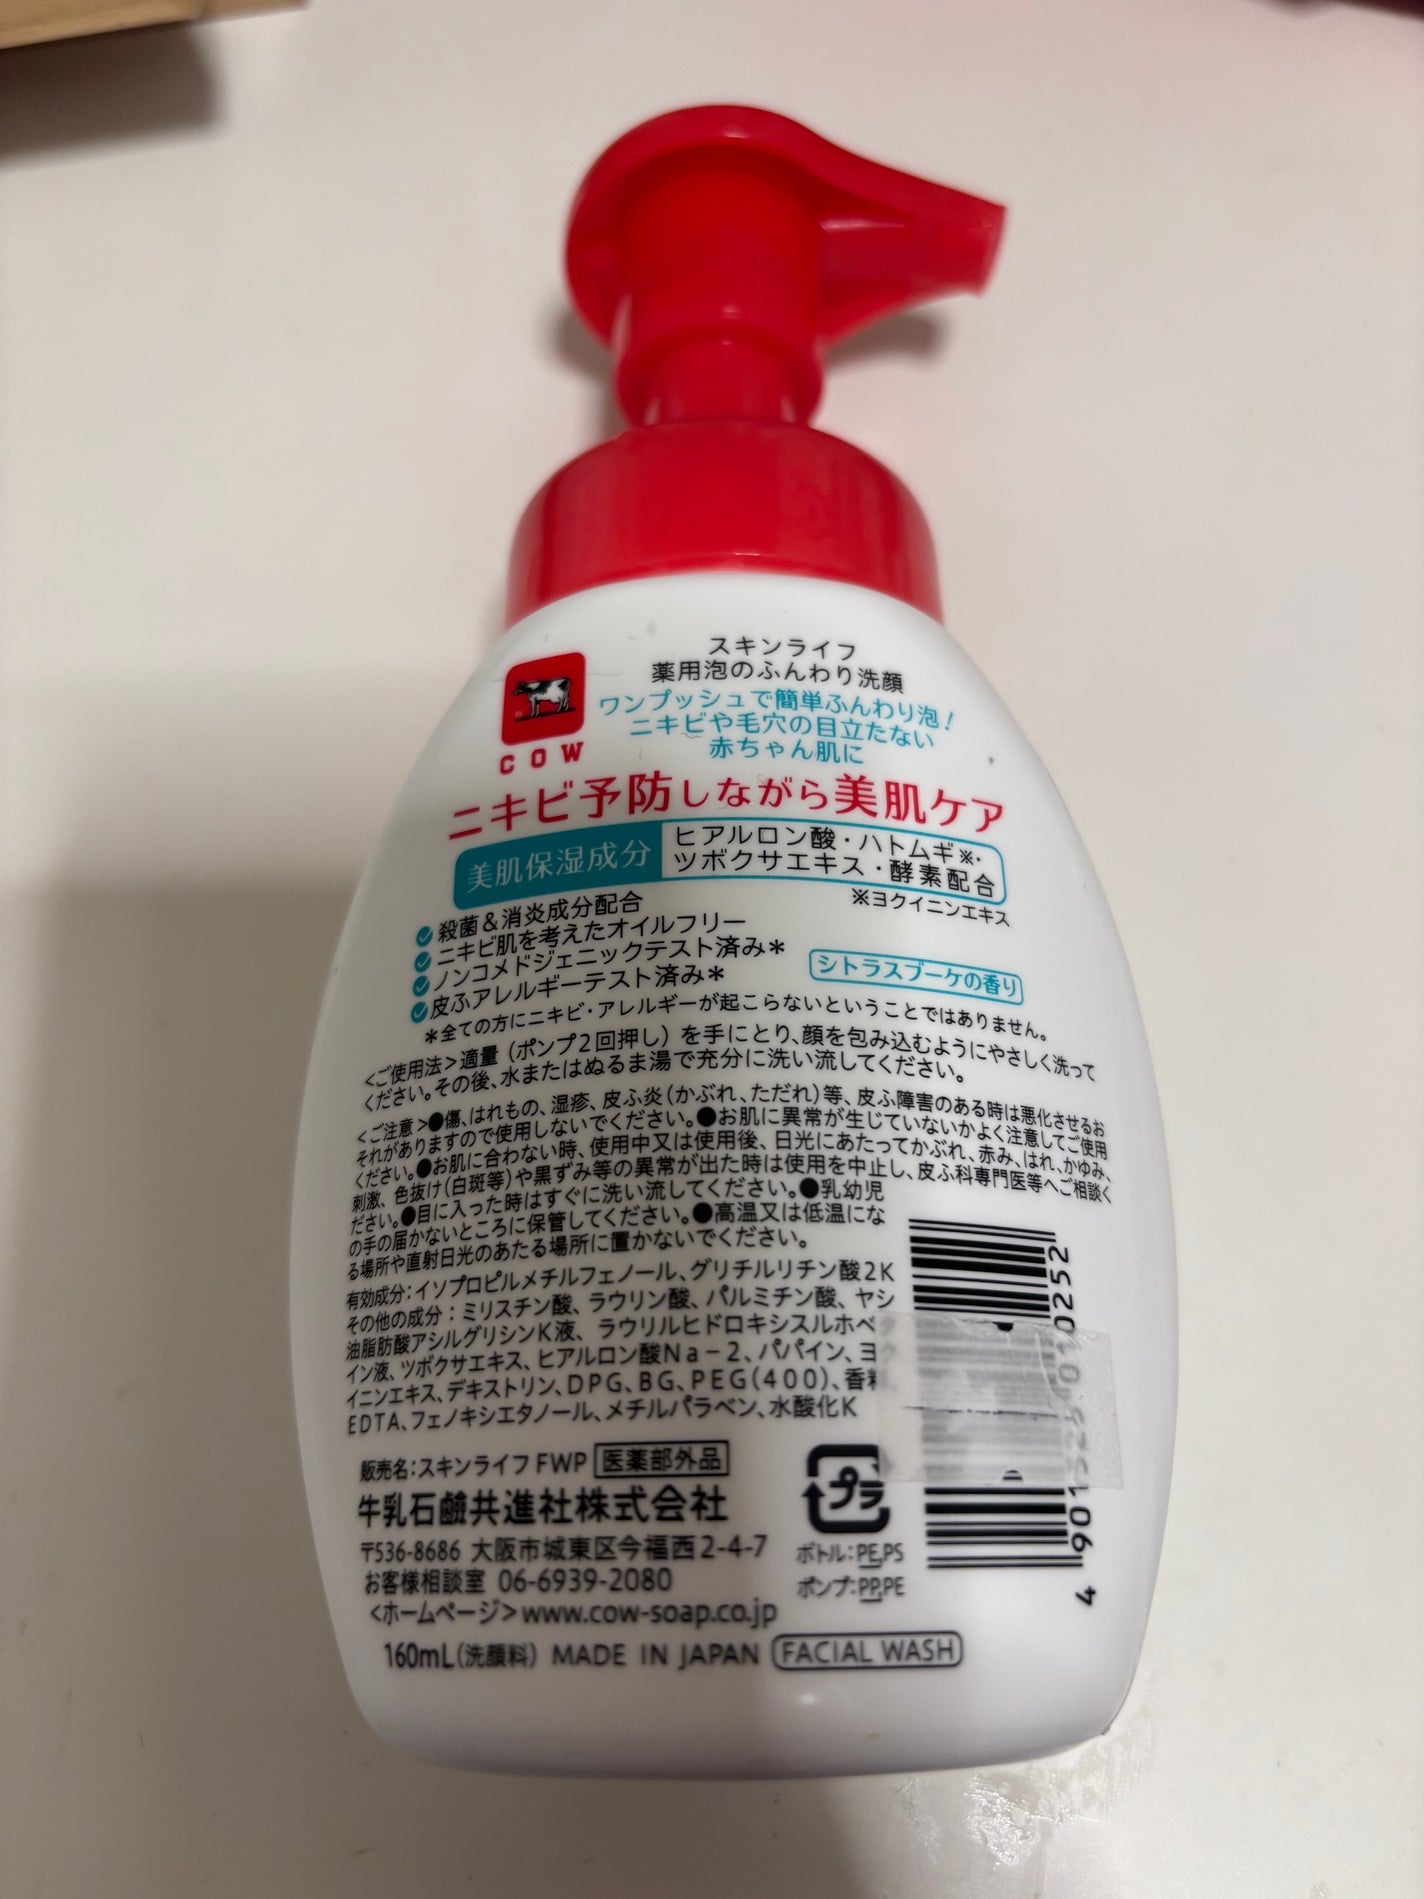 スキンライフ
薬用泡のふんわり洗顔
ワンプッシュで簡単ふんわり泡!
ニキビや毛穴の目立たない
赤ちゃん肌に
COW
ニキビ予防しながら美肌ケア
美肌保湿成分
ヒアルロン酸・ハトムギ※・
ツボクサエキス・酵素配合
※ヨクイニンエキス
殺菌&消炎成分配合
ニキビ肌を考えたオイルフリー
ノンコメドジェニックテスト済み*
皮ふアレルギーテスト済み*
シトラスブーケの香り
*全ての方にニキビ・アレルギーが起こらないということではありません。
<ご使用法>適量(ポンプ2回押し)を手にとり、顔を包み込むようにやさしく洗って
ください。その後、水またはぬるま湯で充分に洗い流してください。
<ご注意>●傷、はれもの、湿疹、皮ふ炎(かぶれ、ただれ)等、皮ふ障害のある時は悪化させるお
それがありますので使用しないでください。●お肌に異常が生じていないかよく注意してご使用
ください。●お肌に合わない時、使用中又は使用後、日光にあたってかぶれ、赤み、はれ、かゆみ、
刺激、色抜け(白斑等)や黒ずみ等の異常が出た時は使用を中止し、皮ふ科専門医等へご相談く
ださい。●目に入った時はすぐに洗い流してください。●乳幼児
の手の届かないところに保管してください。●高温又は低温にな
る場所や直射日光のあたる場所に置かないでください。
有効成分:イソプロピルメチルフェノール、グリチルリチン酸2K
その他の成分:ミリスチン酸、ラウリン酸、パルミチン酸、ヤシ
油脂肪酸アシルグリシンK液、ラウリルヒドロキシスルホベタ
イン液、ツボクサエキス、ヒアルロン酸Na-2、パパイン、ヨク
イニンエキス、デキストリン、DPG、BG、PEG(400)、香料、
EDTA、フェノキシエタノール、メチルパラベン、水酸化K
販売名:スキンライフFWP 医薬部外品
牛乳石鹼共進社株式会社
〒536-8686 大阪市城東区今福西2-4-7
お客様相談室 06-6939-2080
<ホームページ>www.cow-soap.co.jp
160mL(洗顔料) MADE IN JAPAN FACIAL WASH
プラ
ボトル:PE,PS
ポンプ:PP,PE